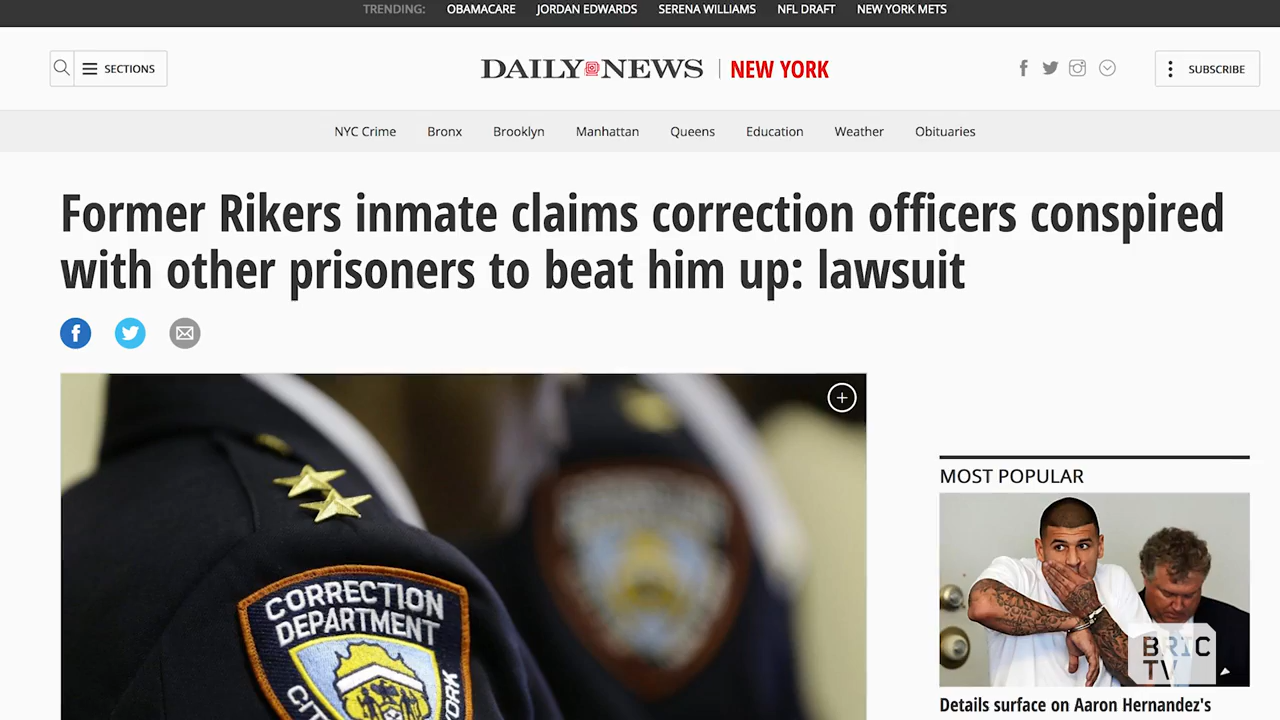 TRENDING: OBAMACARE JORDAN EDWARDS SERENA WILLIAMS NFL DRAFT NEW YORK METS
SECTIONS
DAILY NEWS | NEW YORK
SUBSCRIBE
NYC Crime Bronx Brooklyn Manhattan Queens Education Weather Obituaries
Former Rikers inmate claims correction officers conspired
with other prisoners to beat him up: lawsuit
CORRECTION
DEPARTMENT
CIT
YORK
MOST POPULAR
BRIC
TV
Details surface on Aaron Hernandez's